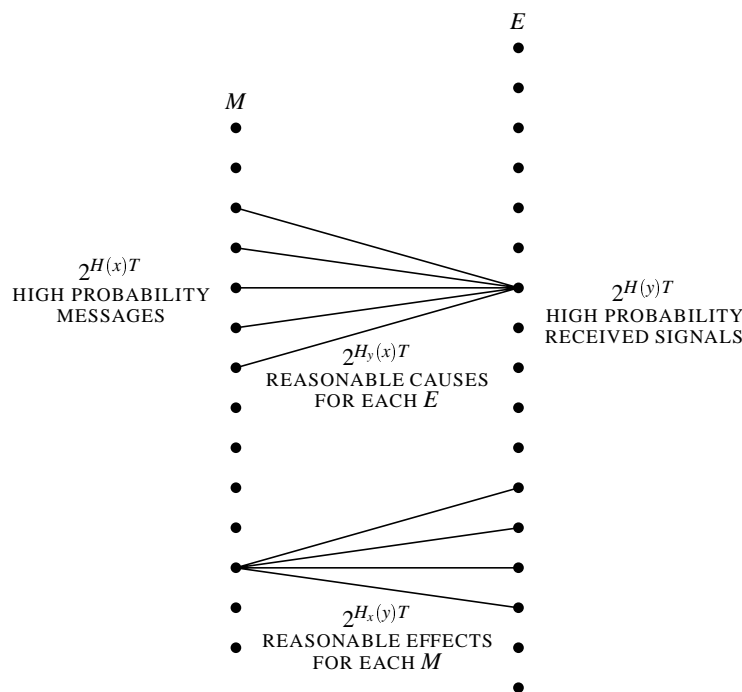 E
M
2^{H(x)T}
HIGH PROBABILITY
MESSAGES
2^{H(y)T}
HIGH PROBABILITY
RECEIVED SIGNALS
2^{H_y(x)T}
REASONABLE CAUSES
FOR EACH E
2^{H_x(y)T}
REASONABLE EFFECTS
FOR EACH M